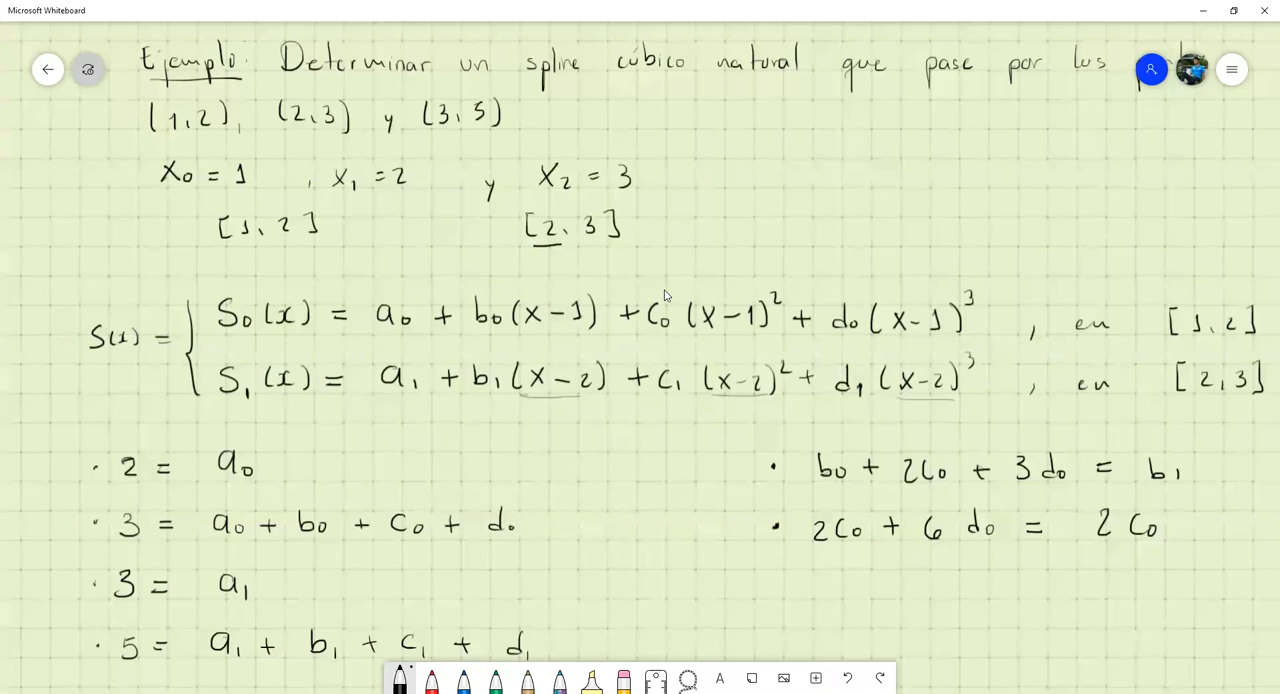 Microsoft Whiteboard
Ejemplo: Determinar un spline cúbico natural que pase por los
(1,2), (2,3) y (3,5)
x₀ = 1 , x₁ = 2 y x₂ = 3
[1,2] [2,3]
S(x) = { S₀(x) = a₀ + b₀(x-1) + c₀(x-1)² + d₀(x-1)³ , en [1,2]
S₁(x) = a₁ + b₁(x-2) + c₁(x-2)² + d₁(x-2)³ , en [2,3]
· 2 = a₀
· 3 = a₀ + b₀ + c₀ + d₀
· 3 = a₁
· 5 = a₁ + b₁ + c₁ + d₁
· b₀ + 2c₀ + 3d₀ = b₁
· 2c₀ + 6d₀ = 2c₀
A